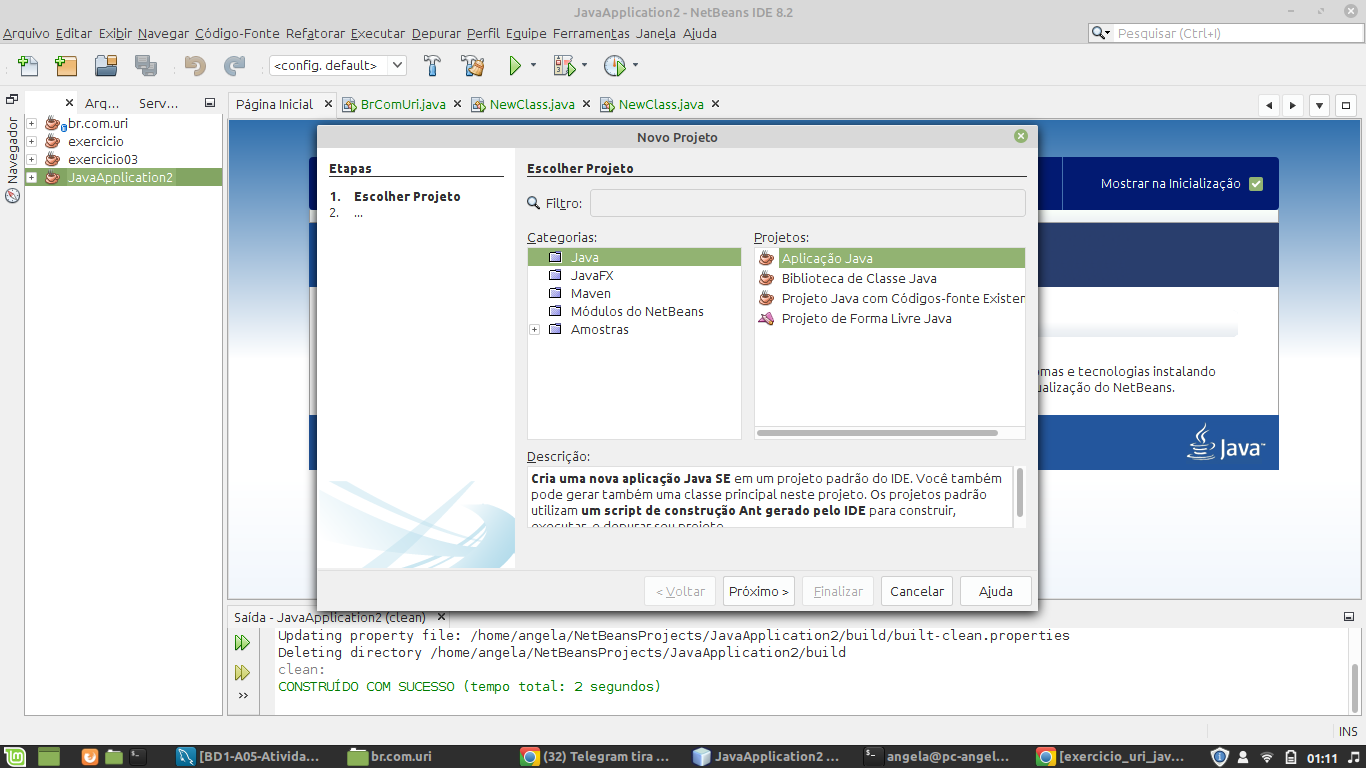 JavaApplication2 - NetBeans IDE 8.2
Arquivo Editar Exibir Navegar Código-Fonte Refatorar Executar Depurar Perfil Equipe Ferramentas Janela Ajuda
Pesquisar (Ctrl+I)
<config. default>
Arq... Serv...
Página Inicial BrComUri.java NewClass.java NewClass.java
Navegador
br.com.uri
exercicio
exercicio03
JavaApplication2
Mostrar na Inicialização
omas e tecnologias instalando
ualização do NetBeans.
Java
Novo Projeto
Etapas
1. Escolher Projeto
2. ...
Escolher Projeto
Filtro:
Categorias:
Java
JavaFX
Maven
Módulos do NetBeans
Amostras
Projetos:
Aplicação Java
Biblioteca de Classe Java
Projeto Java com Códigos-fonte Existen
Projeto de Forma Livre Java
Descrição:
Cria uma nova aplicação Java SE em um projeto padrão do IDE. Você também
pode gerar também uma classe principal neste projeto. Os projetos padrão
utilizam um script de construção Ant gerado pelo IDE para construir,
executar e depurar seu projeto
< Voltar Próximo > Finalizar Cancelar Ajuda
Saída - JavaApplication2 (clean)
Updating property file: /home/angela/NetBeansProjects/JavaApplication2/build/built-clean.properties
Deleting directory /home/angela/NetBeansProjects/JavaApplication2/build
clean:
CONSTRUÍDO COM SUCESSO (tempo total: 2 segundos)
INS
[BD1-A05-Ativida... br.com.uri (32) Telegram tira ... JavaApplication2 ... angela@pc-angel... [exercicio_uri_jav... 01:11